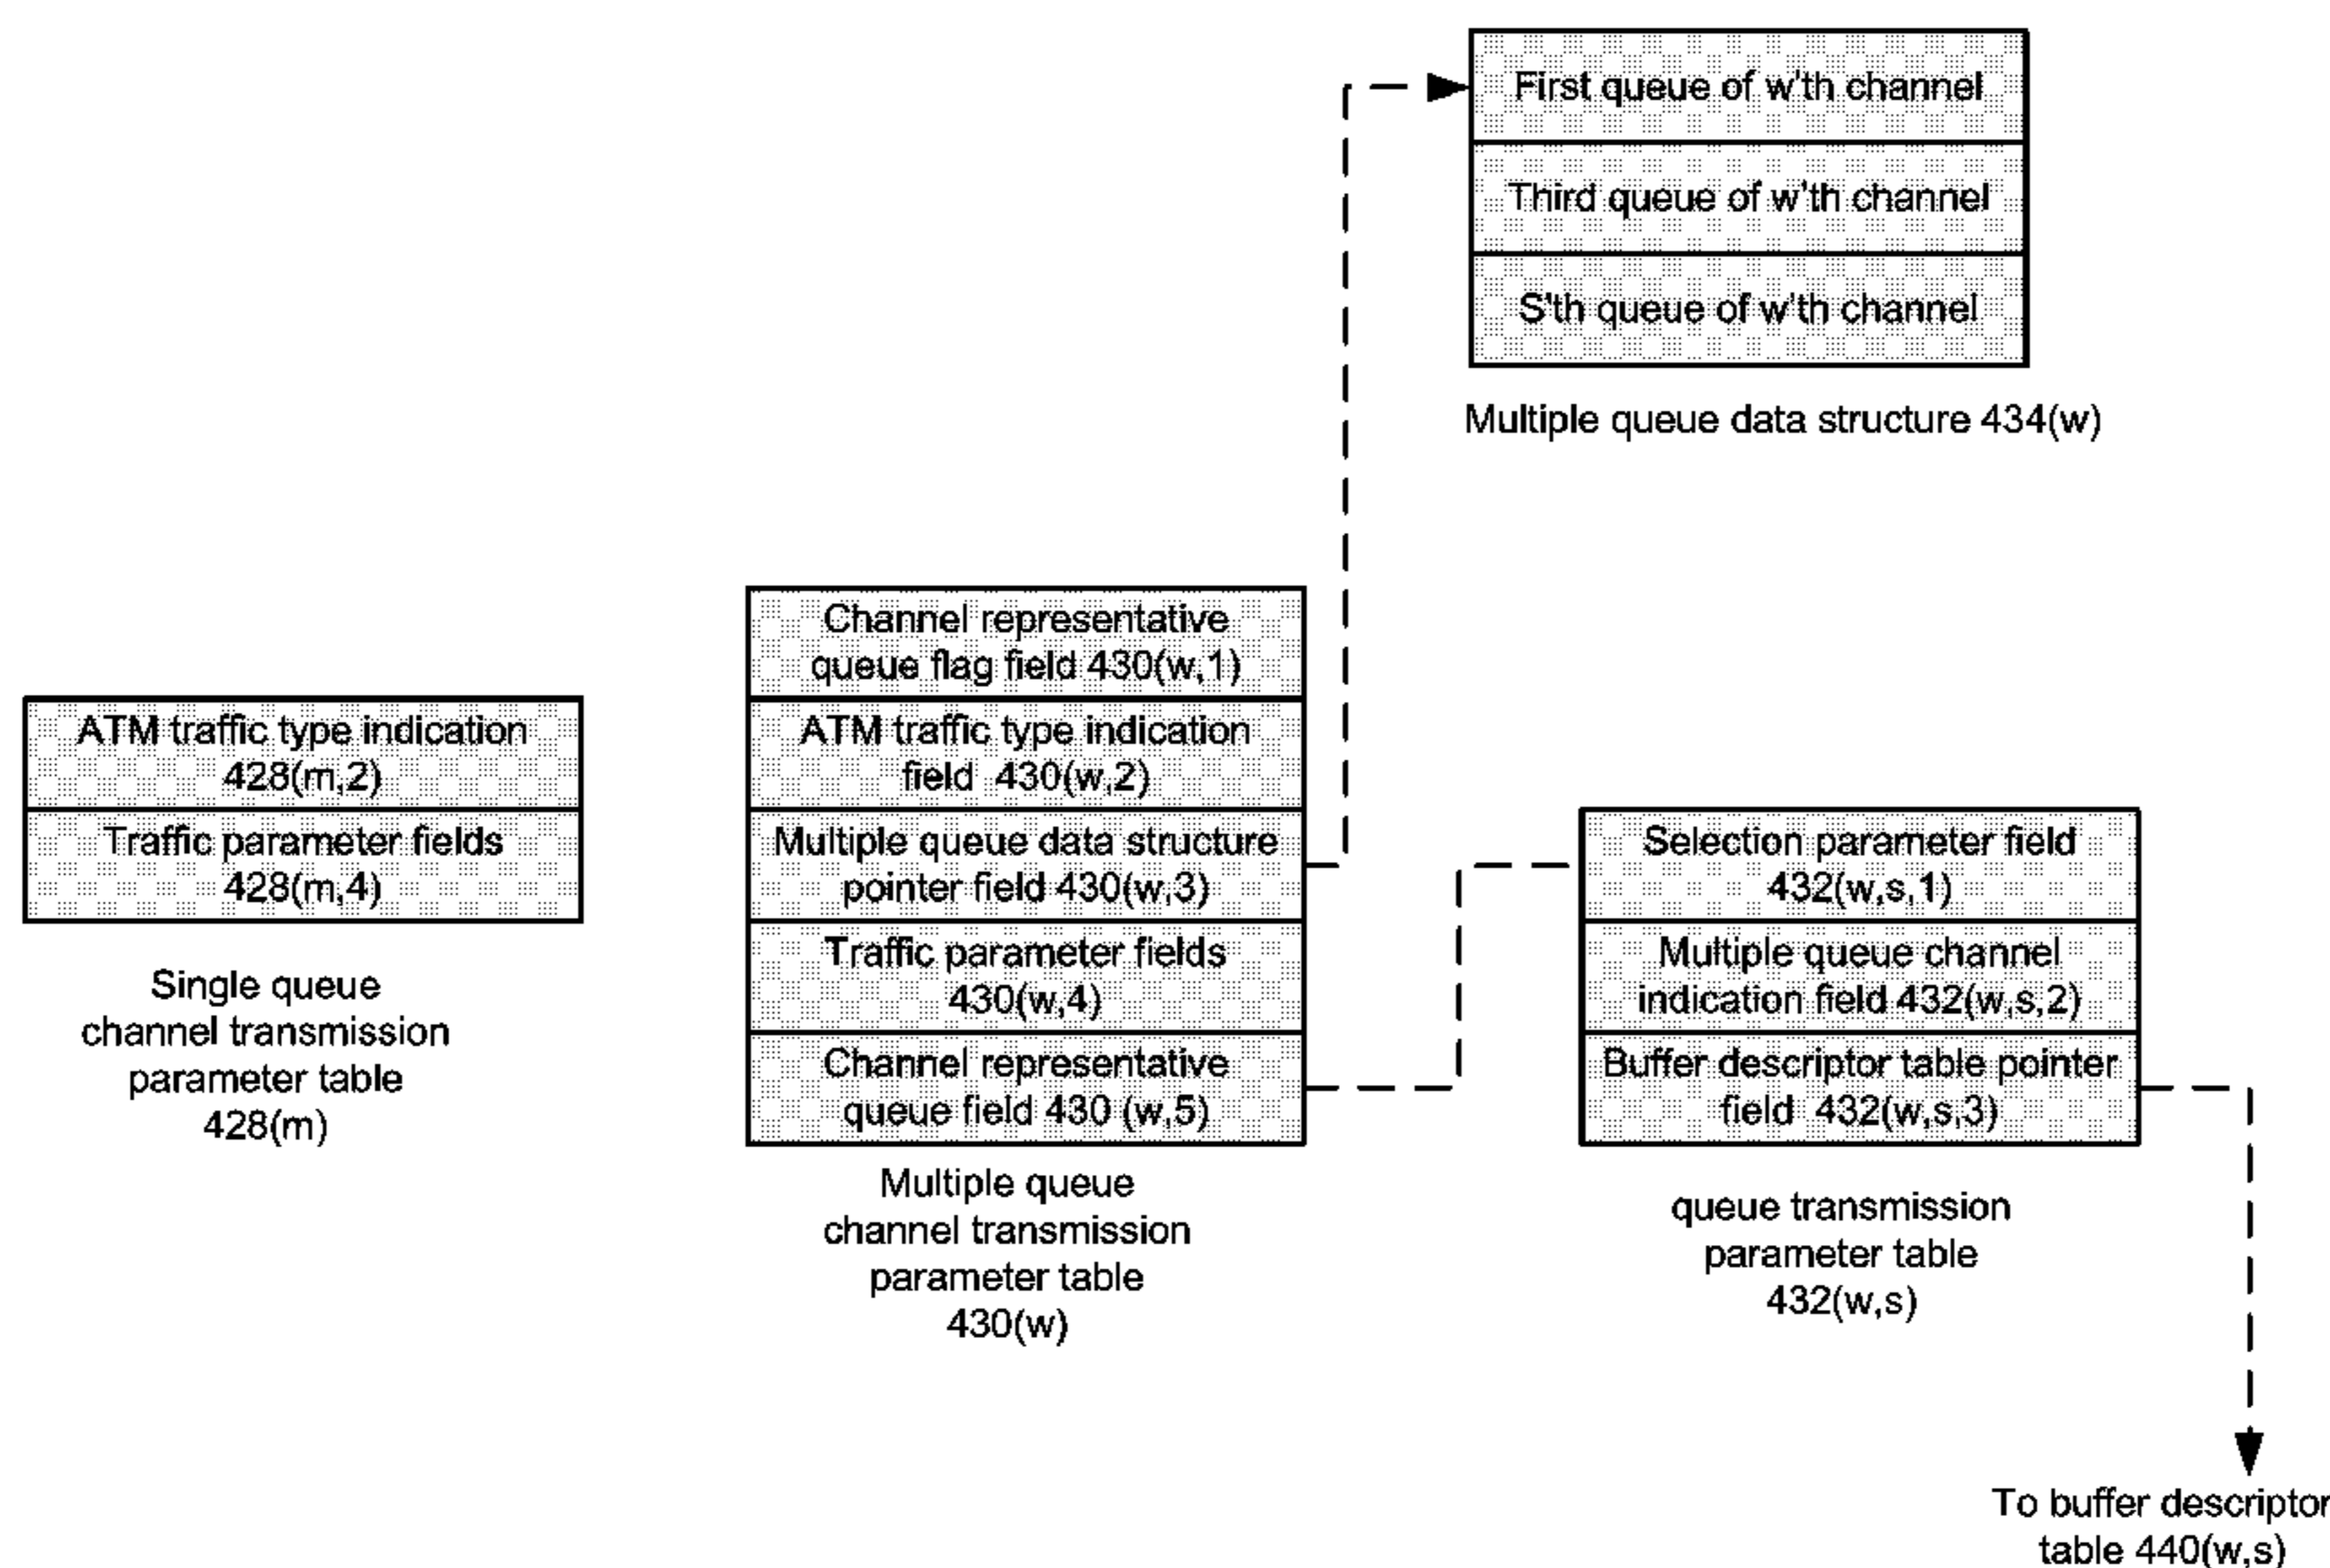 First queue of w'th channel
Third queue of w'th channel
S'th queue of w'th channel
Multiple queue data structure 434(w)
ATM traffic type indication
428(m,2)
Traffic parameter fields
428(m,4)
Single queue
channel transmission
parameter table
428(m)
Channel representative
queue flag field 430(w,1)
ATM traffic type indication
field 430(w,2)
Multiple queue data structure
pointer field 430(w,3)
Traffic parameter fields
430(w,4)
Channel representative
queue field 430 (w,5)
Multiple queue
channel transmission
parameter table
430(w)
Selection parameter field
432(w,s,1)
Multiple queue channel
indication field 432(w,s,2)
Buffer descriptor table pointer
field 432(w,s,3)
queue transmission
parameter table
432(w,s)
To buffer descriptor
table 440(w,s)